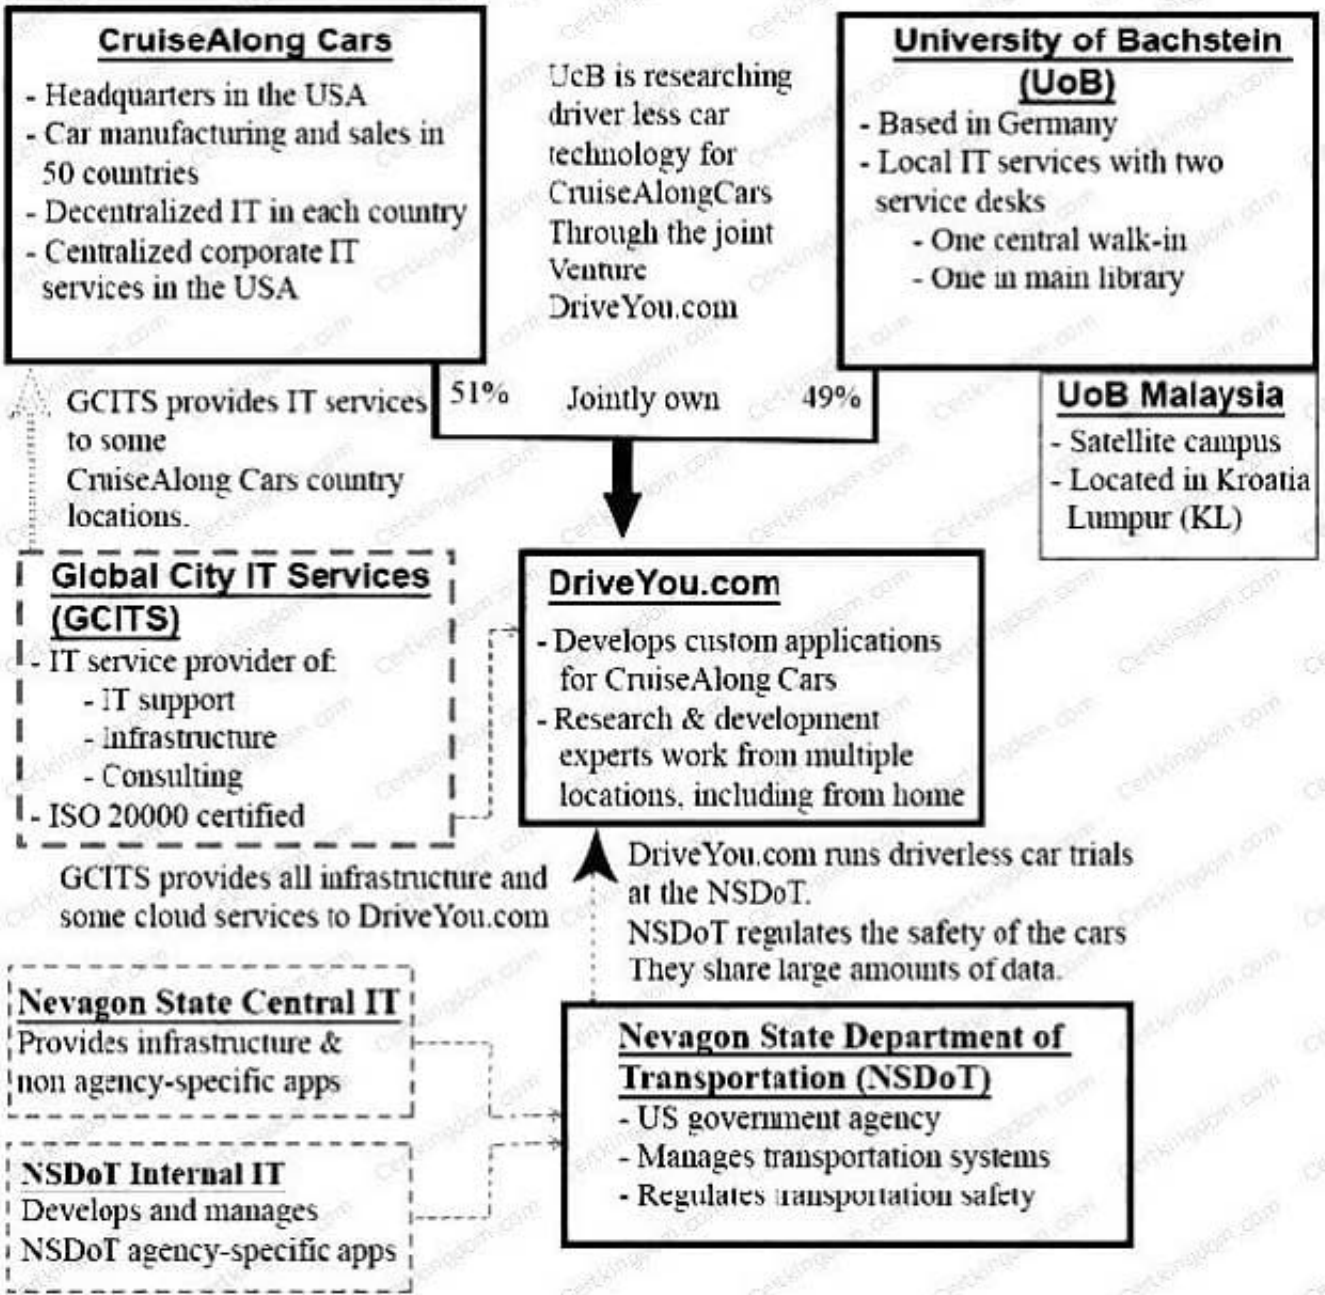 CruiseAlong Cars
- Headquarters in the USA
- Car manufacturing and sales in
50 countries
- Decentralized IT in each country
- Centralized corporate IT
services in the USA
UcB is researching
driver less car
technology for
CruiseAlongCars
Through the joint
Venture
DriveYou.com
University of Bachstein
(UoB)
- Based in Germany
- Local IT services with two
service desks
- One central walk-in
- One in main library
51% Jointly own 49%
UoB Malaysia
- Satellite campus
- Located in Kroatia
Lumpur (KL)
GCITS provides IT services
to some
CruiseAlong Cars country
locations.
Global City IT Services
(GCITS)
- IT service provider of:
- IT support
- Infrastructure
- Consulting
- ISO 20000 certified
DriveYou.com
- Develops custom applications
for CruiseAlong Cars
- Research & development
experts work from multiple
locations, including from home
GCITS provides all infrastructure and
some cloud services to DriveYou.com
DriveYou.com runs driverless car trials
at the NSDoT.
NSDoT regulates the safety of the cars
They share large amounts of data.
Nevagon State Central IT
Provides infrastructure &
non agency-specific apps
NSDoT Internal IT
Develops and manages
NSDoT agency-specific apps
Nevagon State Department of
Transportation (NSDoT)
- US government agency
- Manages transportation systems
- Regulates transportation safety
Certkingdom.com